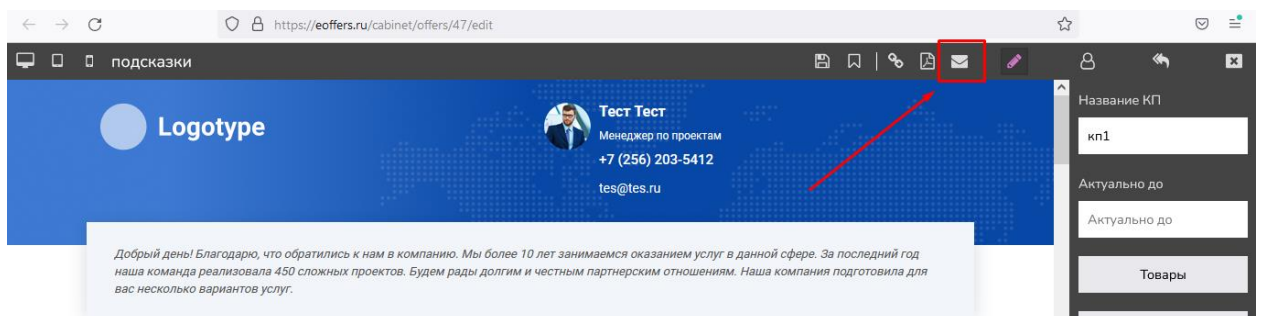 https://eoffers.ru/cabinet/offers/47/edit
подсказки
Logotype
Тест Тест
Менеджер по проектам
+7 (256) 203-5412
tes@tes.ru
Добрый день! Благодарю, что обратились к нам в компанию. Мы более 10 лет занимаемся оказанием услуг в данной сфере. За последний год
наша команда реализовала 450 сложных проектов. Будем рады долгим и честным партнерским отношениям. Наша компания подготовила для
вас несколько вариантов услуг.
Название КП
кп1
Актуально до
Актуально до
Товары